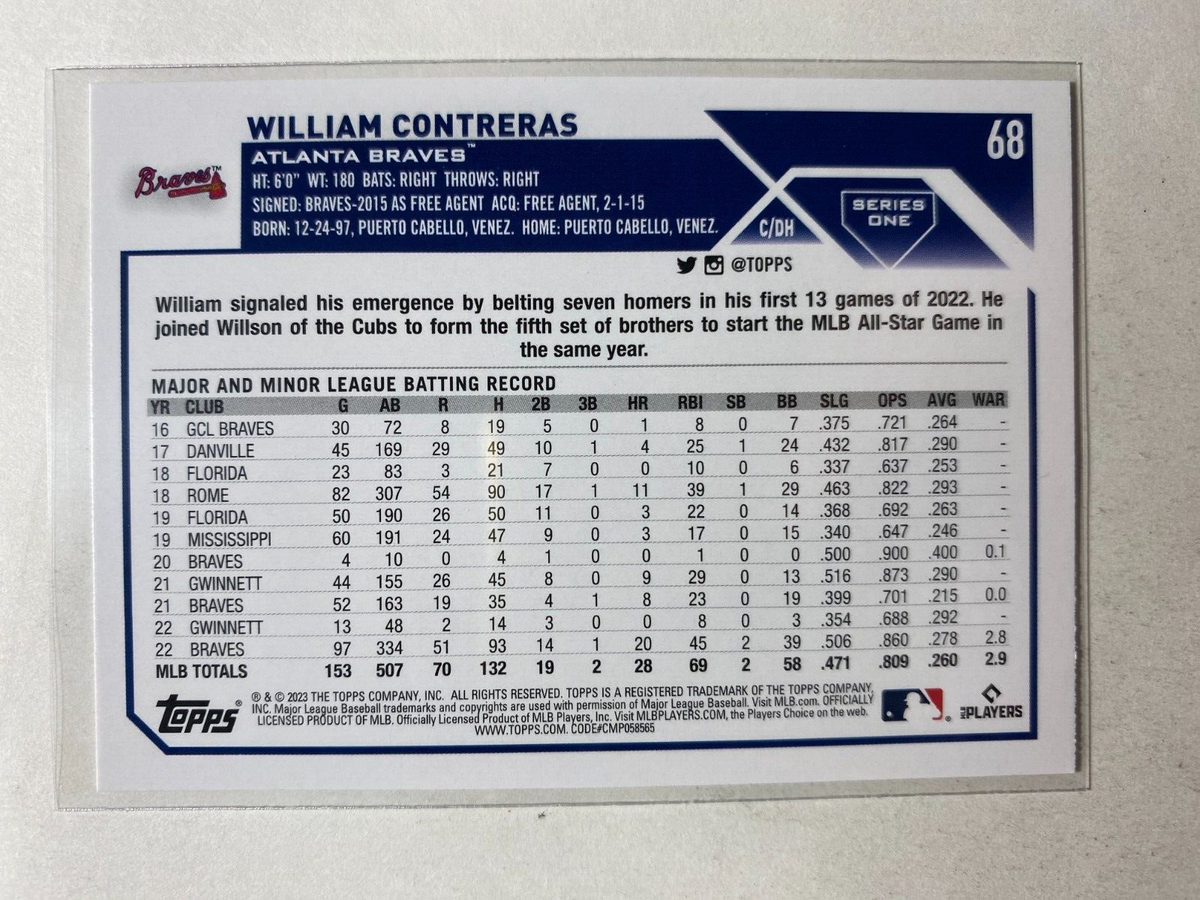 WILLIAM CONTRERAS
68
Braves™
ATLANTA BRAVES™
HT: 6'0" WT: 180 BATS: RIGHT THROWS: RIGHT
SIGNED: BRAVES-2015 AS FREE AGENT ACQ: FREE AGENT, 2-1-15
BORN: 12-24-97, PUERTO CABELLO, VENEZ. HOME: PUERTO CABELLO, VENEZ.
C/DH
SERIES
ONE
@TOPPS
William signaled his emergence by belting seven homers in his first 13 games of 2022. He
joined Willson of the Cubs to form the fifth set of brothers to start the MLB All-Star Game in
the same year.
MAJOR AND MINOR LEAGUE BATTING RECORD
YR CLUB G AB R H 2B 3B HR RBI SB BB SLG OPS AVG WAR
16 GCL BRAVES 30 72 8 19 5 0 1 8 0 7 .375 .721 .264 -
17 DANVILLE 45 169 29 49 10 1 4 25 1 24 .432 .817 .290 -
18 FLORIDA 23 83 3 21 7 0 0 10 0 6 .337 .637 .253 -
18 ROME 82 307 54 90 17 1 11 39 1 29 .463 .822 .293 -
19 FLORIDA 50 190 26 50 11 0 3 22 0 14 .368 .692 .263 -
19 MISSISSIPPI 60 191 24 47 9 0 3 17 0 15 .340 .647 .246 -
20 BRAVES 4 10 0 4 1 0 0 1 0 0 .500 .900 .400 0.1
21 GWINNETT 44 155 26 45 8 0 9 29 0 13 .516 .873 .290 -
21 BRAVES 52 163 19 35 4 1 8 23 0 19 .399 .701 .215 0.0
22 GWINNETT 13 48 2 14 3 0 0 8 0 3 .354 .688 .292 -
22 BRAVES 97 334 51 93 14 1 20 45 2 39 .506 .860 .278 2.8
MLB TOTALS 153 507 70 132 19 2 28 69 2 58 .471 .809 .260 2.9
TOPPS®
® & © 2023 THE TOPPS COMPANY, INC. ALL RIGHTS RESERVED. TOPPS IS A REGISTERED TRADEMARK OF THE TOPPS COMPANY,
INC. Major League Baseball trademarks and copyrights are used with permission of Major League Baseball. Visit MLB.com. OFFICIALLY
LICENSED PRODUCT OF MLB. Officially Licensed Product of MLB Players, Inc. Visit MLBPLAYERS.COM, the Players Choice on the web.
WWW.TOPPS.COM. CODE#CMP058565
MLB PLAYERS